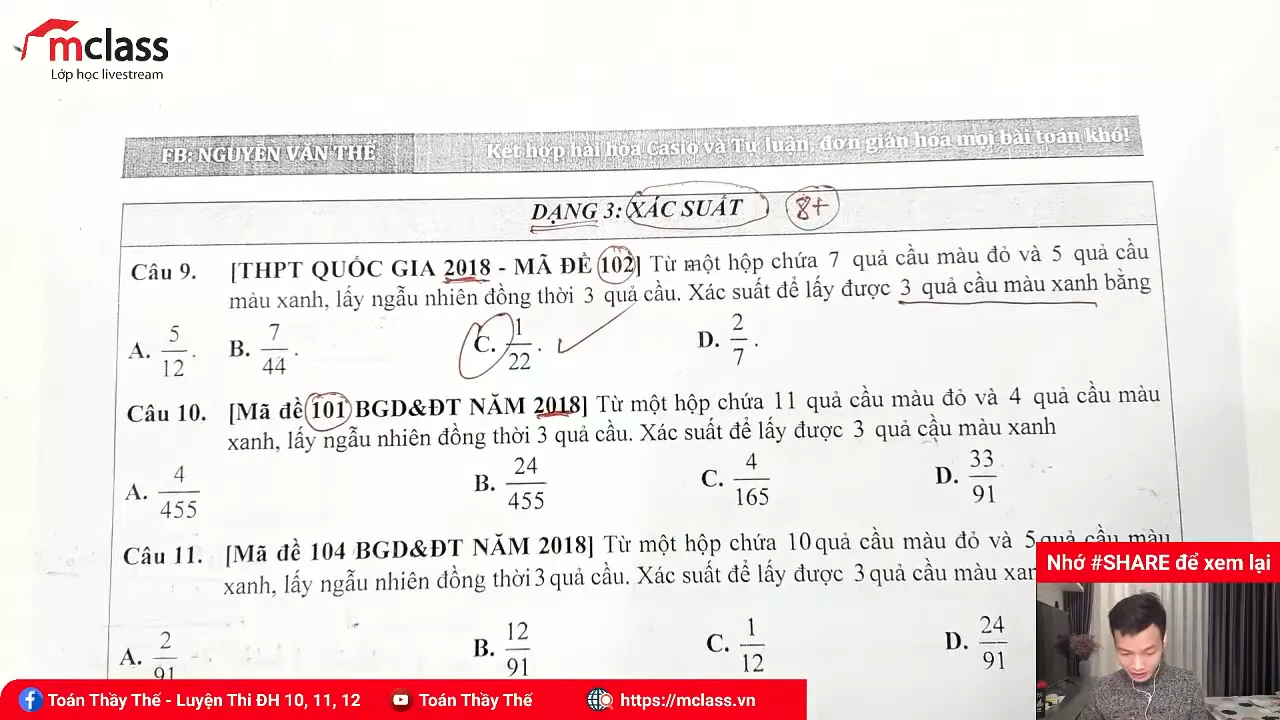 mclass
Lớp học livestream
FB: NGUYỄN VĂN THẾ
Kết hợp hài hòa Casio và Tự luận, đơn giản hóa mọi bài toán khó!
DẠNG 3: XÁC SUẤT 8+
Câu 9. [THPT QUỐC GIA 2018 - MÃ ĐỀ 102] Từ một hộp chứa 7 quả cầu màu đỏ và 5 quả cầu
màu xanh, lấy ngẫu nhiên đồng thời 3 quả cầu. Xác suất để lấy được 3 quả cầu màu xanh bằng
A. 5/12. B. 7/44. C. 1/22. D. 2/7.
Câu 10. [Mã đề 101 BGD&ĐT NĂM 2018] Từ một hộp chứa 11 quả cầu màu đỏ và 4 quả cầu màu
xanh, lấy ngẫu nhiên đồng thời 3 quả cầu. Xác suất để lấy được 3 quả cầu màu xanh
A. 4/455 B. 24/455 C. 4/165 D. 33/91
Câu 11. [Mã đề 104 BGD&ĐT NĂM 2018] Từ một hộp chứa 10 quả cầu màu đỏ và 5 quả cầu màu
xanh, lấy ngẫu nhiên đồng thời 3 quả cầu. Xác suất để lấy được 3 quả cầu màu
A. 2/91 B. 12/91 C. 1/12 D. 24/91
Nhớ #SHARE để xem lại
Toán Thầy Thế - Luyện Thi ĐH 10, 11, 12 Toán Thầy Thế https://mclass.vn